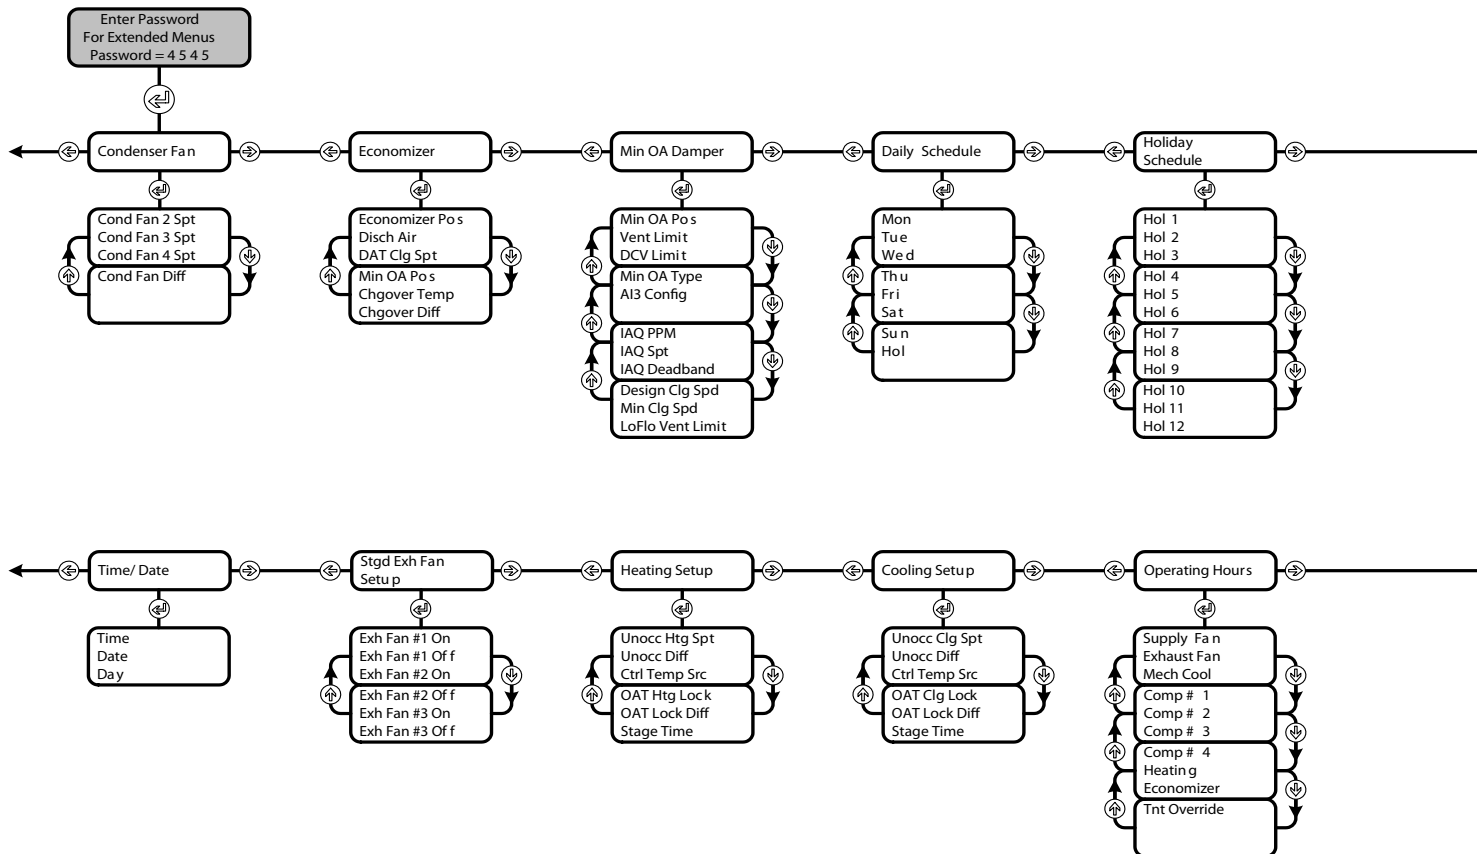 Enter Password
For Extended Menus
Password = 4 5 4 5
Condenser Fan
Economizer
Min OA Damper
Daily Schedule
Holiday
Schedule
Cond Fan 2 Spt
Cond Fan 3 Spt
Cond Fan 4 Spt
Cond Fan Diff
Economizer Pos
Disch Air
DAT Clg Spt
Min OA Pos
Chgover Temp
Chgover Diff
Min OA Pos
Vent Limit
DCV Limit
Min OA Type
AI3 Config
IAQ PPM
IAQ Spt
IAQ Deadband
Design Clg Spd
Min Clg Spd
LoFlo Vent Limit
Mon
Tue
Wed
Thu
Fri
Sat
Sun
Hol
Hol 1
Hol 2
Hol 3
Hol 4
Hol 5
Hol 6
Hol 7
Hol 8
Hol 9
Hol 10
Hol 11
Hol 12
Time/ Date
Stgd Exh Fan
Setup
Heating Setup
Cooling Setup
Operating Hours
Time
Date
Day
Exh Fan #1 On
Exh Fan #1 Off
Exh Fan #2 On
Exh Fan #2 Off
Exh Fan #3 On
Exh Fan #3 Off
Unocc Htg Spt
Unocc Diff
Ctrl Temp Src
OAT Htg Lock
OAT Lock Diff
Stage Time
Unocc Clg Spt
Unocc Diff
Ctrl Temp Src
OAT Clg Lock
OAT Lock Diff
Stage Time
Supply Fan
Exhaust Fan
Mech Cool
Comp # 1
Comp # 2
Comp # 3
Comp # 4
Heating
Economizer
Tnt Override